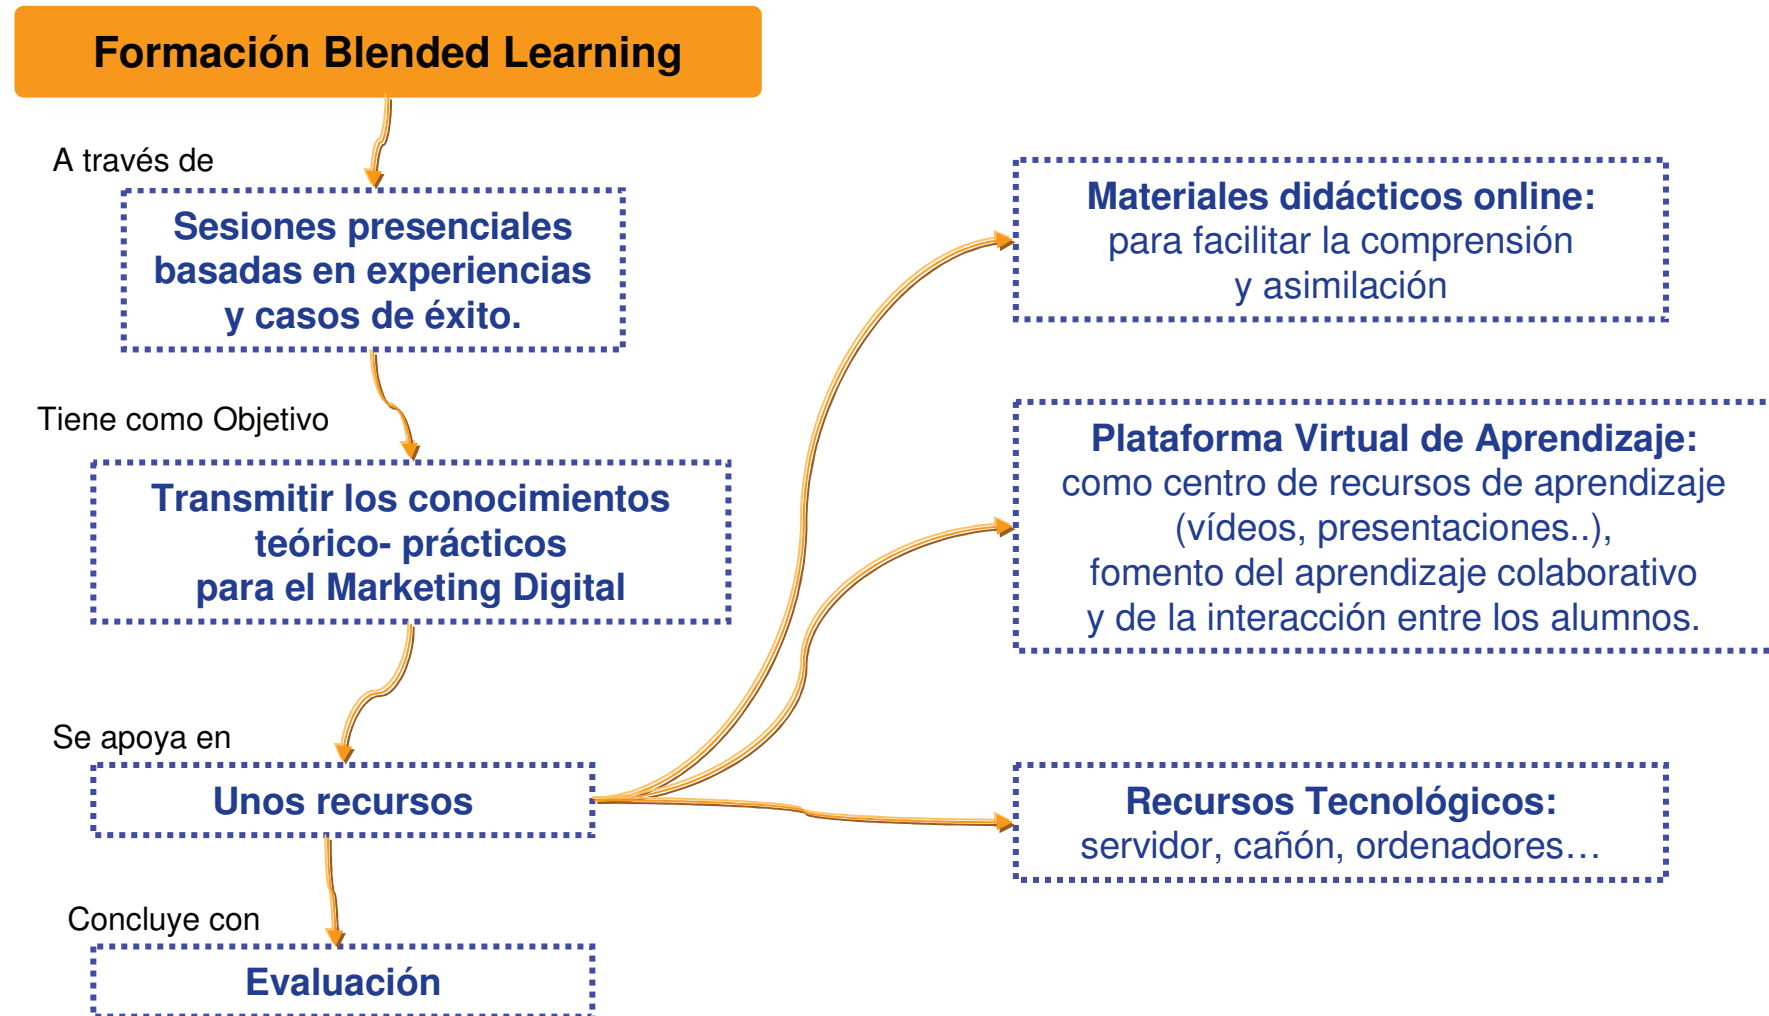 Formación Blended Learning
A través de
Sesiones presenciales
basadas en experiencias
y casos de éxito.
Tiene como Objetivo
Transmitir los conocimientos
teórico- prácticos
para el Marketing Digital
Se apoya en
Unos recursos
Concluye con
Evaluación
Materiales didácticos online:
para facilitar la comprensión
y asimilación
Plataforma Virtual de Aprendizaje:
como centro de recursos de aprendizaje
(vídeos, presentaciones..),
fomento del aprendizaje colaborativo
y de la interacción entre los alumnos.
Recursos Tecnológicos:
servidor, cañón, ordenadores…